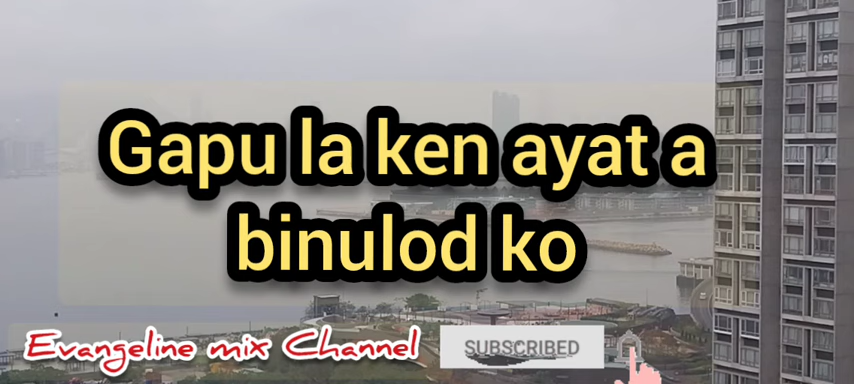 Gapu la ken ayat a
binulod ko
Evangeline mix Channel
SUBSCRIBED